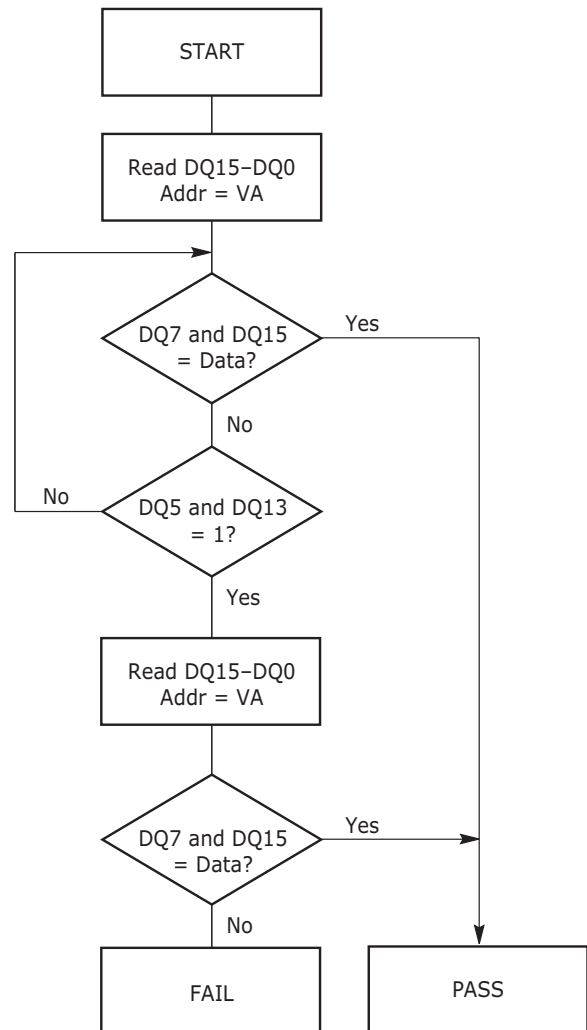 START
Read DQ15–DQ0
Addr = VA
DQ7 and DQ15
= Data?
Yes
No
DQ5 and DQ13
= 1?
No
Yes
Read DQ15–DQ0
Addr = VA
DQ7 and DQ15
= Data?
Yes
No
FAIL
PASS